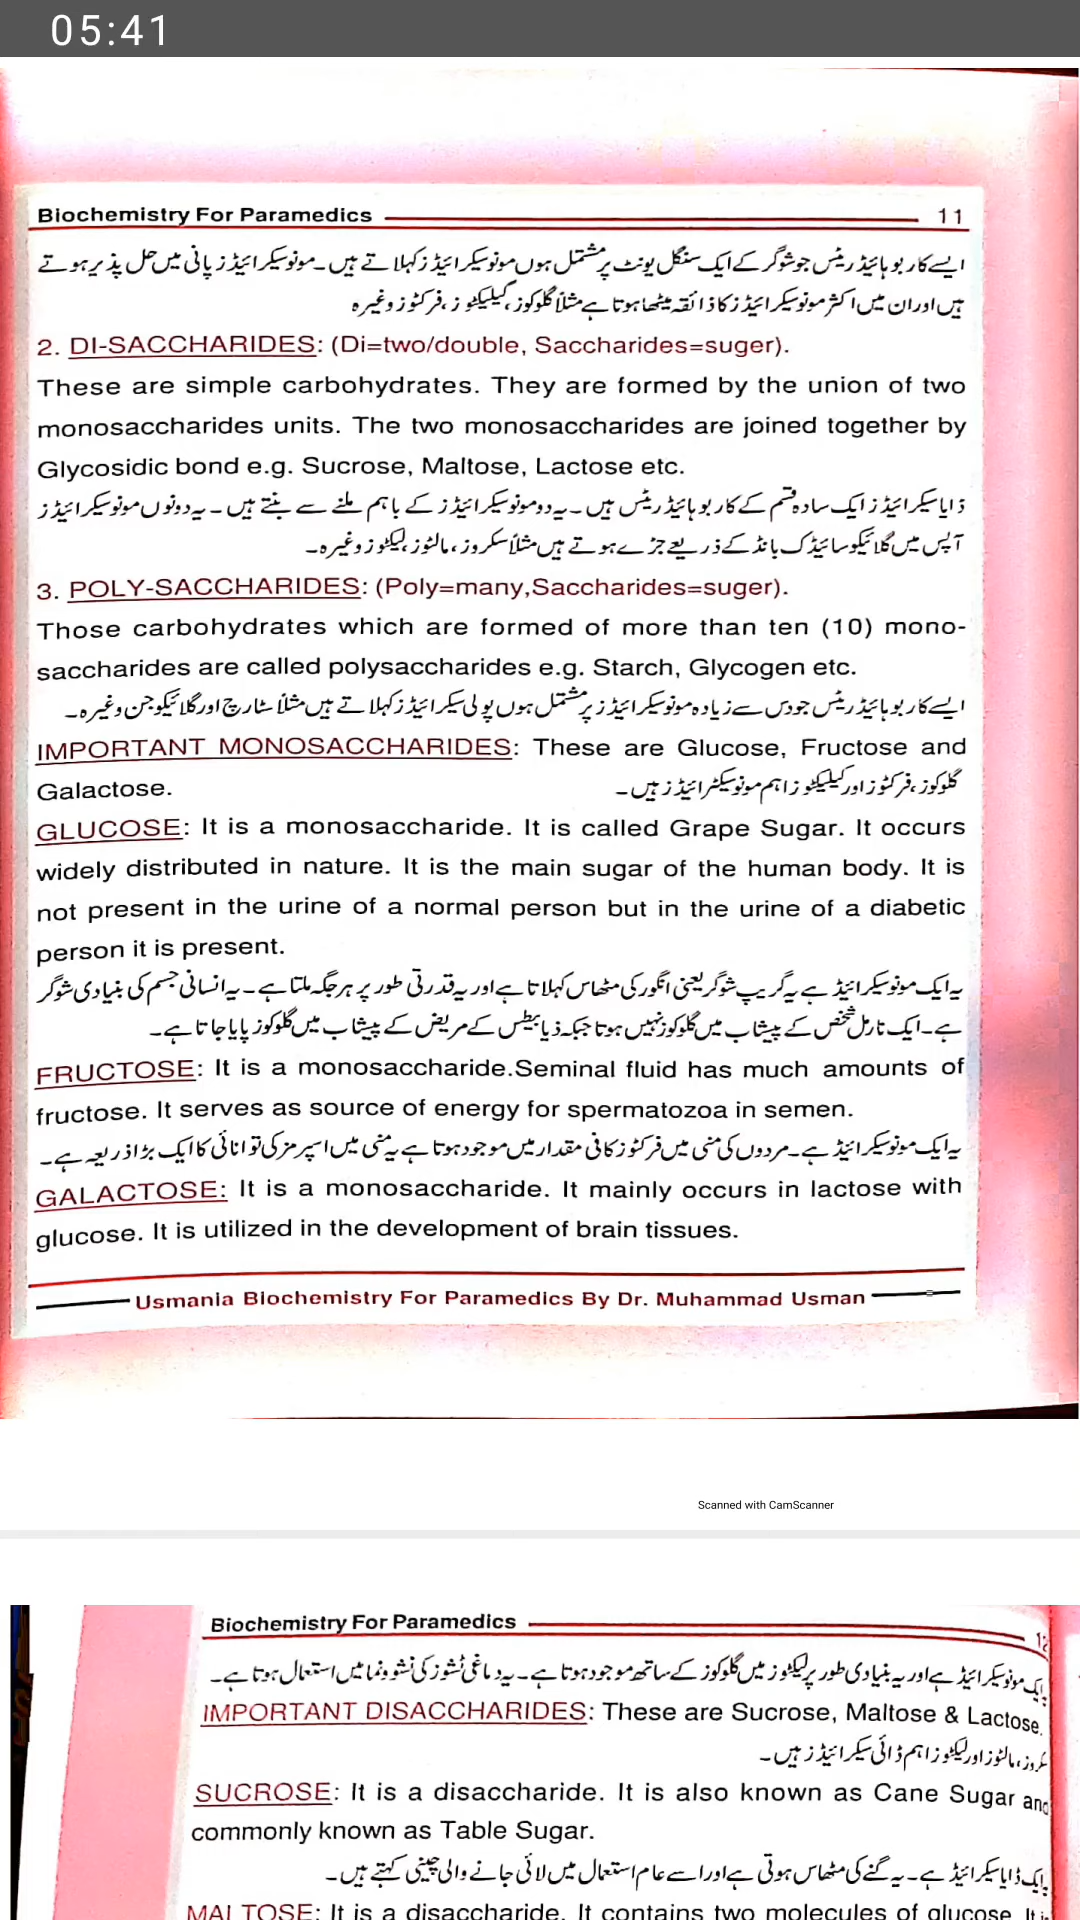 05:41
Biochemistry For Paramedics 11
ایسے کاربوہائیڈریٹس جو شوگر کے ایک سنگل یونٹ پر مشتمل ہوں مونوسیکرائیڈز کہلاتے ہیں۔ مونوسیکرائیڈز پانی میں حل پذیر ہوتے
ہیں اور ان میں اکثر مونوسیکرائیڈز کا ذائقہ میٹھا ہوتا ہے مثلاً گلوکوز، گیلیکٹوز، فرکٹوز وغیرہ
2. DI-SACCHARIDES: (Di=two/double, Saccharides=suger).
These are simple carbohydrates. They are formed by the union of two
monosaccharides units. The two monosaccharides are joined together by
Glycosidic bond e.g. Sucrose, Maltose, Lactose etc.
ڈایاسیکرائیڈز ایک سادہ قسم کے کاربوہائیڈریٹس ہیں۔ یہ دو مونوسیکرائیڈز کے باہم ملنے سے بنتے ہیں۔ یہ دونوں مونوسیکرائیڈز
آپس میں گلائیکوسائیڈک بانڈ کے ذریعے جڑے ہوتے ہیں مثلاً سکروز، مالٹوز، لیکٹوز وغیرہ۔
3. POLY-SACCHARIDES: (Poly=many,Saccharides=suger).
Those carbohydrates which are formed of more than ten (10) mono-
saccharides are called polysaccharides e.g. Starch, Glycogen etc.
ایسے کاربوہائیڈریٹس جو دس سے زیادہ مونوسیکرائیڈز پر مشتمل ہوں پولی سیکرائیڈز کہلاتے ہیں مثلاً سٹارچ اور گلائیکوجن وغیرہ۔
IMPORTANT MONOSACCHARIDES: These are Glucose, Fructose and
Galactose. گلوکوز، فرکٹوز اور گیلیکٹوز اہم مونوسیکٹرائیڈز ہیں۔
GLUCOSE: It is a monosaccharide. It is called Grape Sugar. It occurs
widely distributed in nature. It is the main sugar of the human body. It is
not present in the urine of a normal person but in the urine of a diabetic
person it is present.
یہ ایک مونوسیکرائیڈ ہے یہ گریپ شوگر یعنی انگور کی مٹھاس کہلاتا ہے اور یہ قدرتی طور پر ہر جگہ ملتا ہے۔ یہ انسانی جسم کی بنیادی شوگر
ہے۔ ایک نارمل شخص کے پیشاب میں گلوکوز نہیں ہوتا جبکہ ذیابیطس کے مریض کے پیشاب میں گلوکوز پایا جاتا ہے۔
FRUCTOSE: It is a monosaccharide.Seminal fluid has much amounts of
fructose. It serves as source of energy for spermatozoa in semen.
یہ ایک مونوسیکرائیڈ ہے۔ مردوں کی منی میں فرکٹوز کافی مقدار میں موجود ہوتا ہے یہ منی میں اسپرمز کی توانائی کا ایک بڑا ذریعہ ہے۔
GALACTOSE: It is a monosaccharide. It mainly occurs in lactose with
glucose. It is utilized in the development of brain tissues.
Usmania Biochemistry For Paramedics By Dr. Muhammad Usman
Scanned with CamScanner
Biochemistry For Paramedics 12
ایک مونوسیکرائیڈ ہے اور یہ بنیادی طور پر لیکٹوز میں گلوکوز کے ساتھ موجود ہوتا ہے۔ یہ دماغی ٹشوز کی نشوونما میں استعمال ہوتا ہے۔
IMPORTANT DISACCHARIDES: These are Sucrose, Maltose & Lactose.
مالٹوز اور لیکٹوز اہم ڈائی سیکرائیڈز ہیں۔
SUCROSE: It is a disaccharide. It is also known as Cane Sugar and
commonly known as Table Sugar.
ایک ڈایاسیکرائیڈ ہے۔ یہ گنے کی مٹھاس ہوتی ہے اور اسے عام استعمال میں لائی جانے والی چینی کہتے ہیں۔
MALTOSE: It is a disaccharide. It contains two molecules of glucose. It